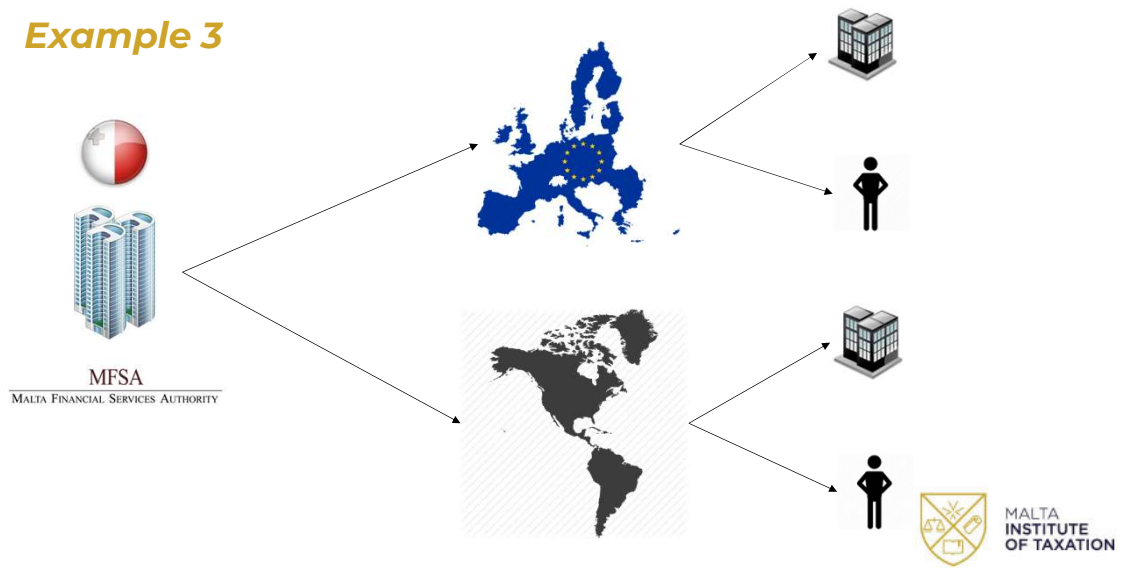 Example 3
MFSA
MALTA FINANCIAL SERVICES AUTHORITY
MALTA
INSTITUTE
OF TAXATION